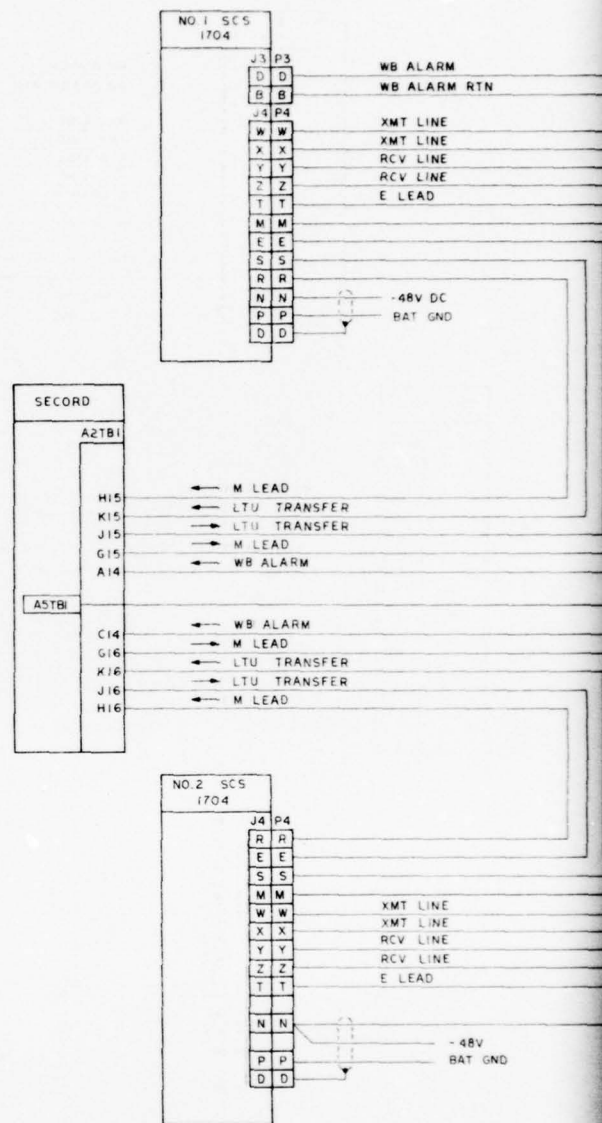 NO.1 SCS
1704
J3 P3
D D WB ALARM
B B WB ALARM RTN
J4 P4
W W XMT LINE
X X XMT LINE
Y Y RCV LINE
Z Z RCV LINE
T T E LEAD
M M
E E
S S
R R
N N -48V DC
P P BAT GND
D D
SECORD
A2TB1
H15 M LEAD
K15 LTU TRANSFER
J15 LTU TRANSFER
G15 M LEAD
A14 WB ALARM
A5TB1
C14 WB ALARM
G16 M LEAD
K16 LTU TRANSFER
J16 LTU TRANSFER
H16 M LEAD
NO.2 SCS
1704
J4 P4
R R
E E
S S
M M
W W XMT LINE
X X XMT LINE
Y Y RCV LINE
Z Z RCV LINE
T T E LEAD
N N
-48V
P P BAT GND
D D